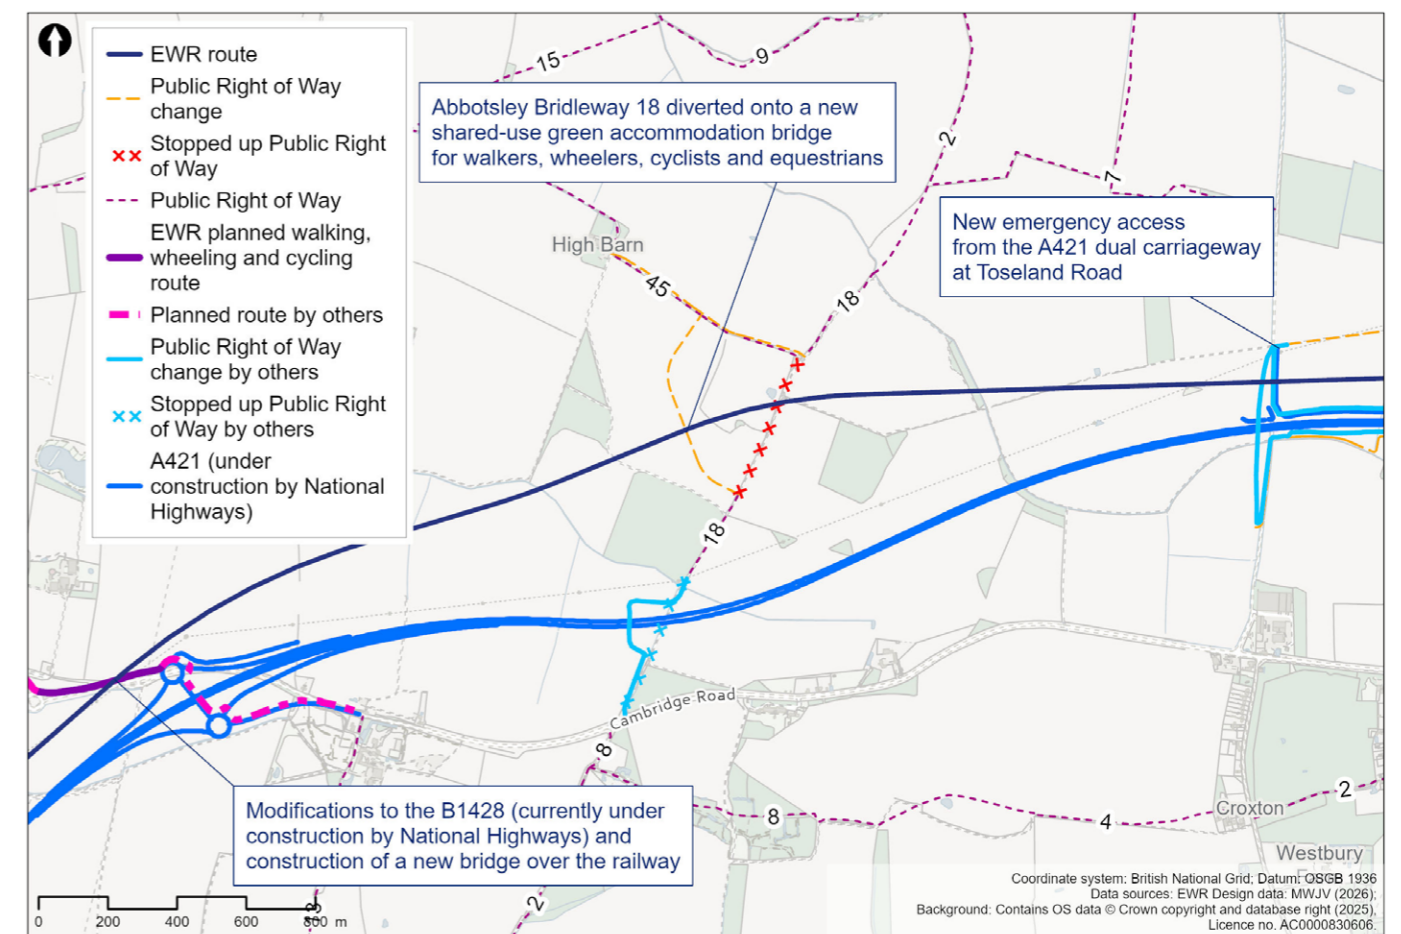 EWR route
Public Right of Way
change
Stopped up Public Right
of Way
Public Right of Way
EWR planned walking,
wheeling and cycling
route
Planned route by others
Public Right of Way
change by others
Stopped up Public Right
of Way by others
A421 (under
construction by National
Highways)
15
9
Abbotsley Bridleway 18 diverted onto a new
shared-use green accommodation bridge
for walkers, wheelers, cyclists and equestrians
2
7
New emergency access
from the A421 dual carriageway
at Toseland Road
High Barn
45
18
18
Cambridge Road
8
8
4
2
Croxton
Westbury
Modifications to the B1428 (currently under
construction by National Highways) and
construction of a new bridge over the railway
2
0 200 400 600 800 m
Coordinate system: British National Grid; Datum: OSGB 1936
Data sources: EWR Design data: MWJV (2026);
Background: Contains OS data © Crown copyright and database right (2025),
Licence no. AC0000830606.